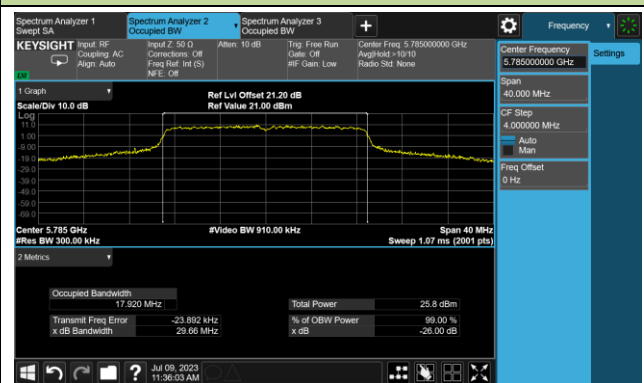 Spectrum Analyzer 1
Swept SA
Spectrum Analyzer 2
Occupied BW
Spectrum Analyzer 3
Occupied BW
Frequency
KEYSIGHT
Input: RF
Coupling: AC
Align: Auto
Input Z: 50 Ω
Corrections: Off
Freq Ref: Int (S)
NFE: Off
Atten: 10 dB
Trig: Free Run
Gate: Off
#IF Gain: Low
Center Freq: 5.785000000 GHz
Avg|Hold:>10/10
Radio Std: None
Center Frequency
5.785000000 GHz
Settings
Span
40.000 MHz
CF Step
4.000000 MHz
Auto
Man
Freq Offset
0 Hz
1 Graph
Scale/Div 10.0 dB
Ref Lvl Offset 21.20 dB
Ref Value 21.00 dBm
Log
11.0
1.00
-9.00
-19.0
-29.0
-39.0
-49.0
-59.0
-69.0
Center 5.785 GHz
#Res BW 300.00 kHz
#Video BW 910.00 kHz
Span 40 MHz
Sweep 1.07 ms (2001 pts)
2 Metrics
Occupied Bandwidth
17.920 MHz
Total Power 25.8 dBm
Transmit Freq Error -23.892 kHz
% of OBW Power 99.00 %
x dB Bandwidth 29.66 MHz
x dB -26.00 dB
?
Jul 09, 2023
11:36:03 AM